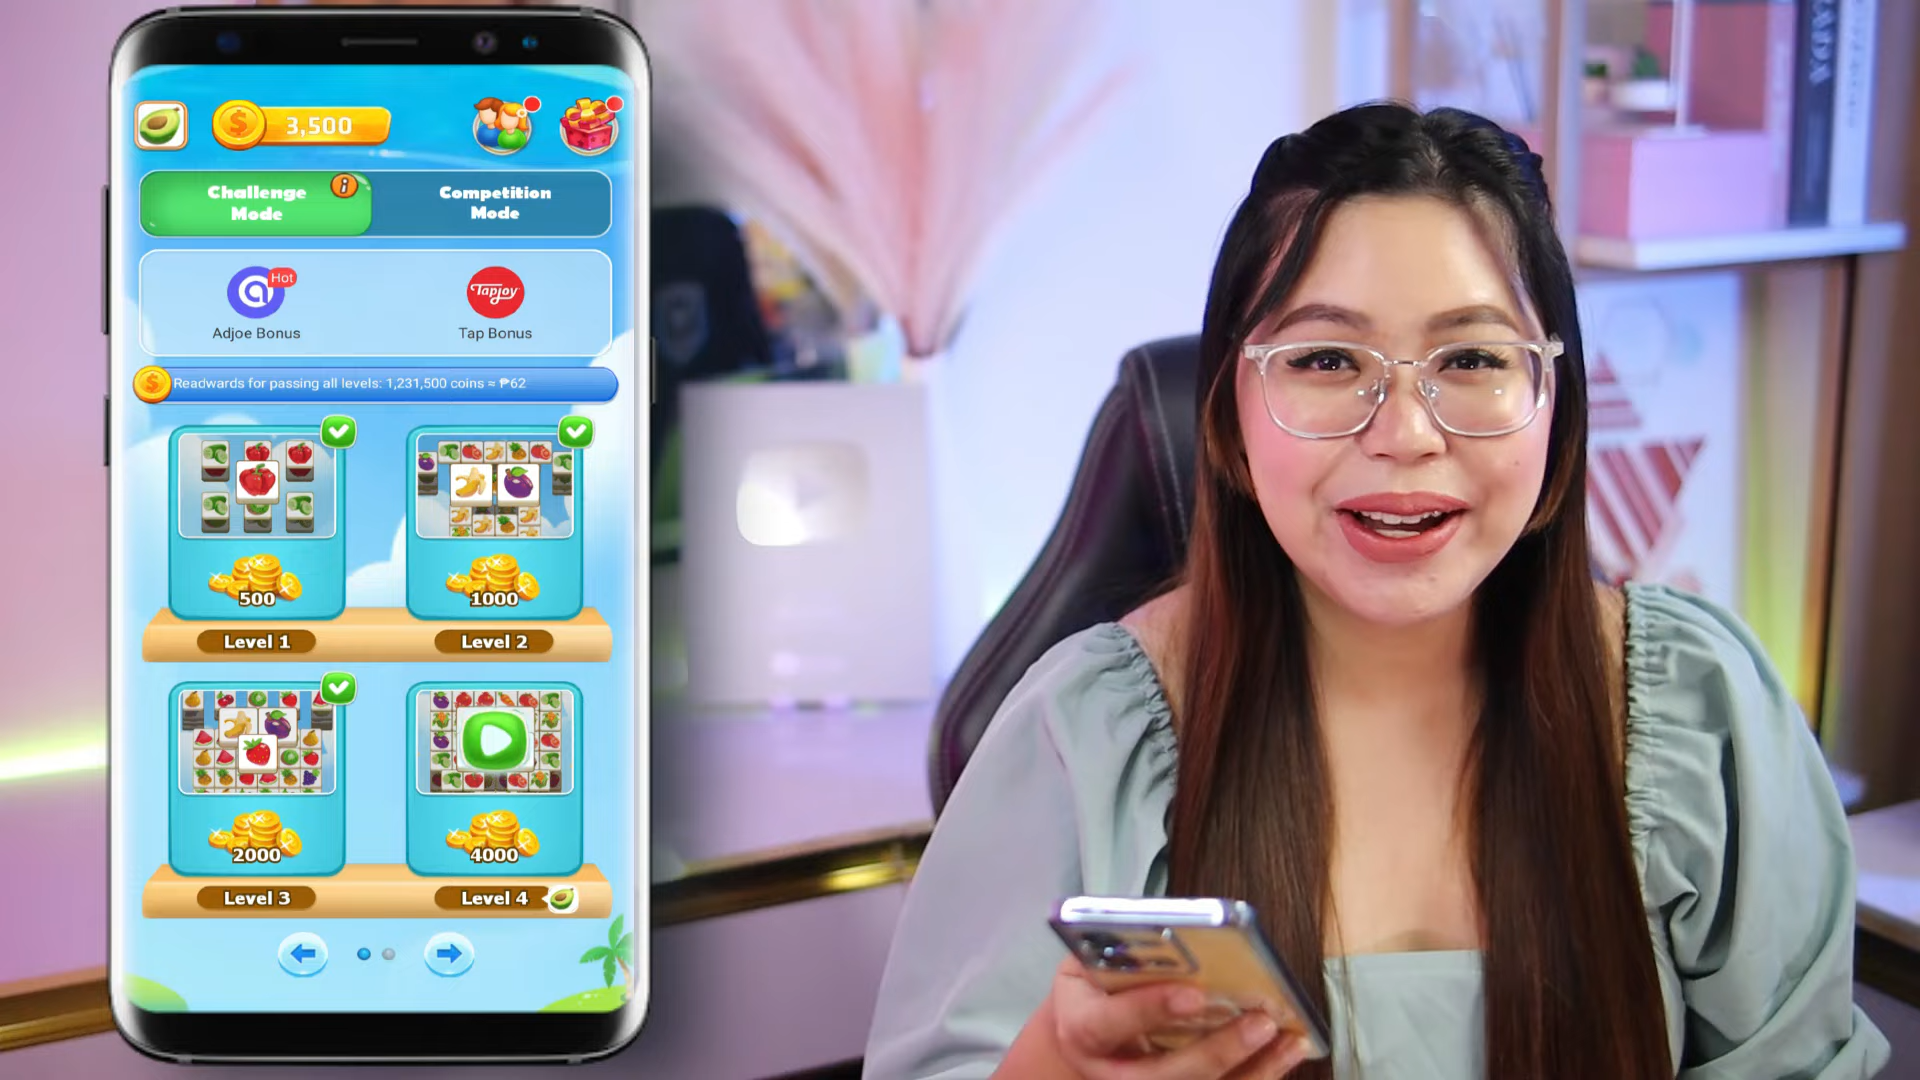 3,500
Challenge
Mode
i
Competition
Mode
Hot
Tapjoy
Adjoe Bonus
Tap Bonus
Readwards for passing all levels: 1,231,500 coins ≈ ₱62
500
1000
Level 1
Level 2
2000
4000
Level 3
Level 4